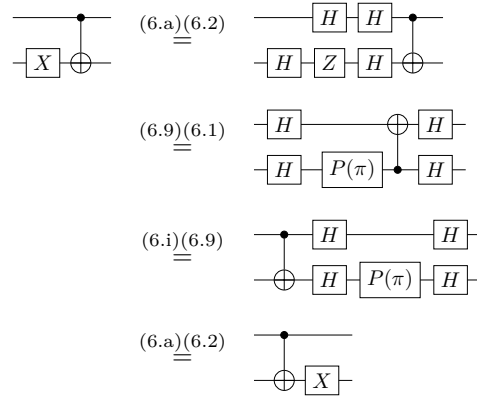 (6.a)(6.2)
=
H H
X
H Z H
(6.9)(6.1)
=
H H
H P(π) H
(6.i)(6.9)
=
H H
H P(π) H
(6.a)(6.2)
=
X